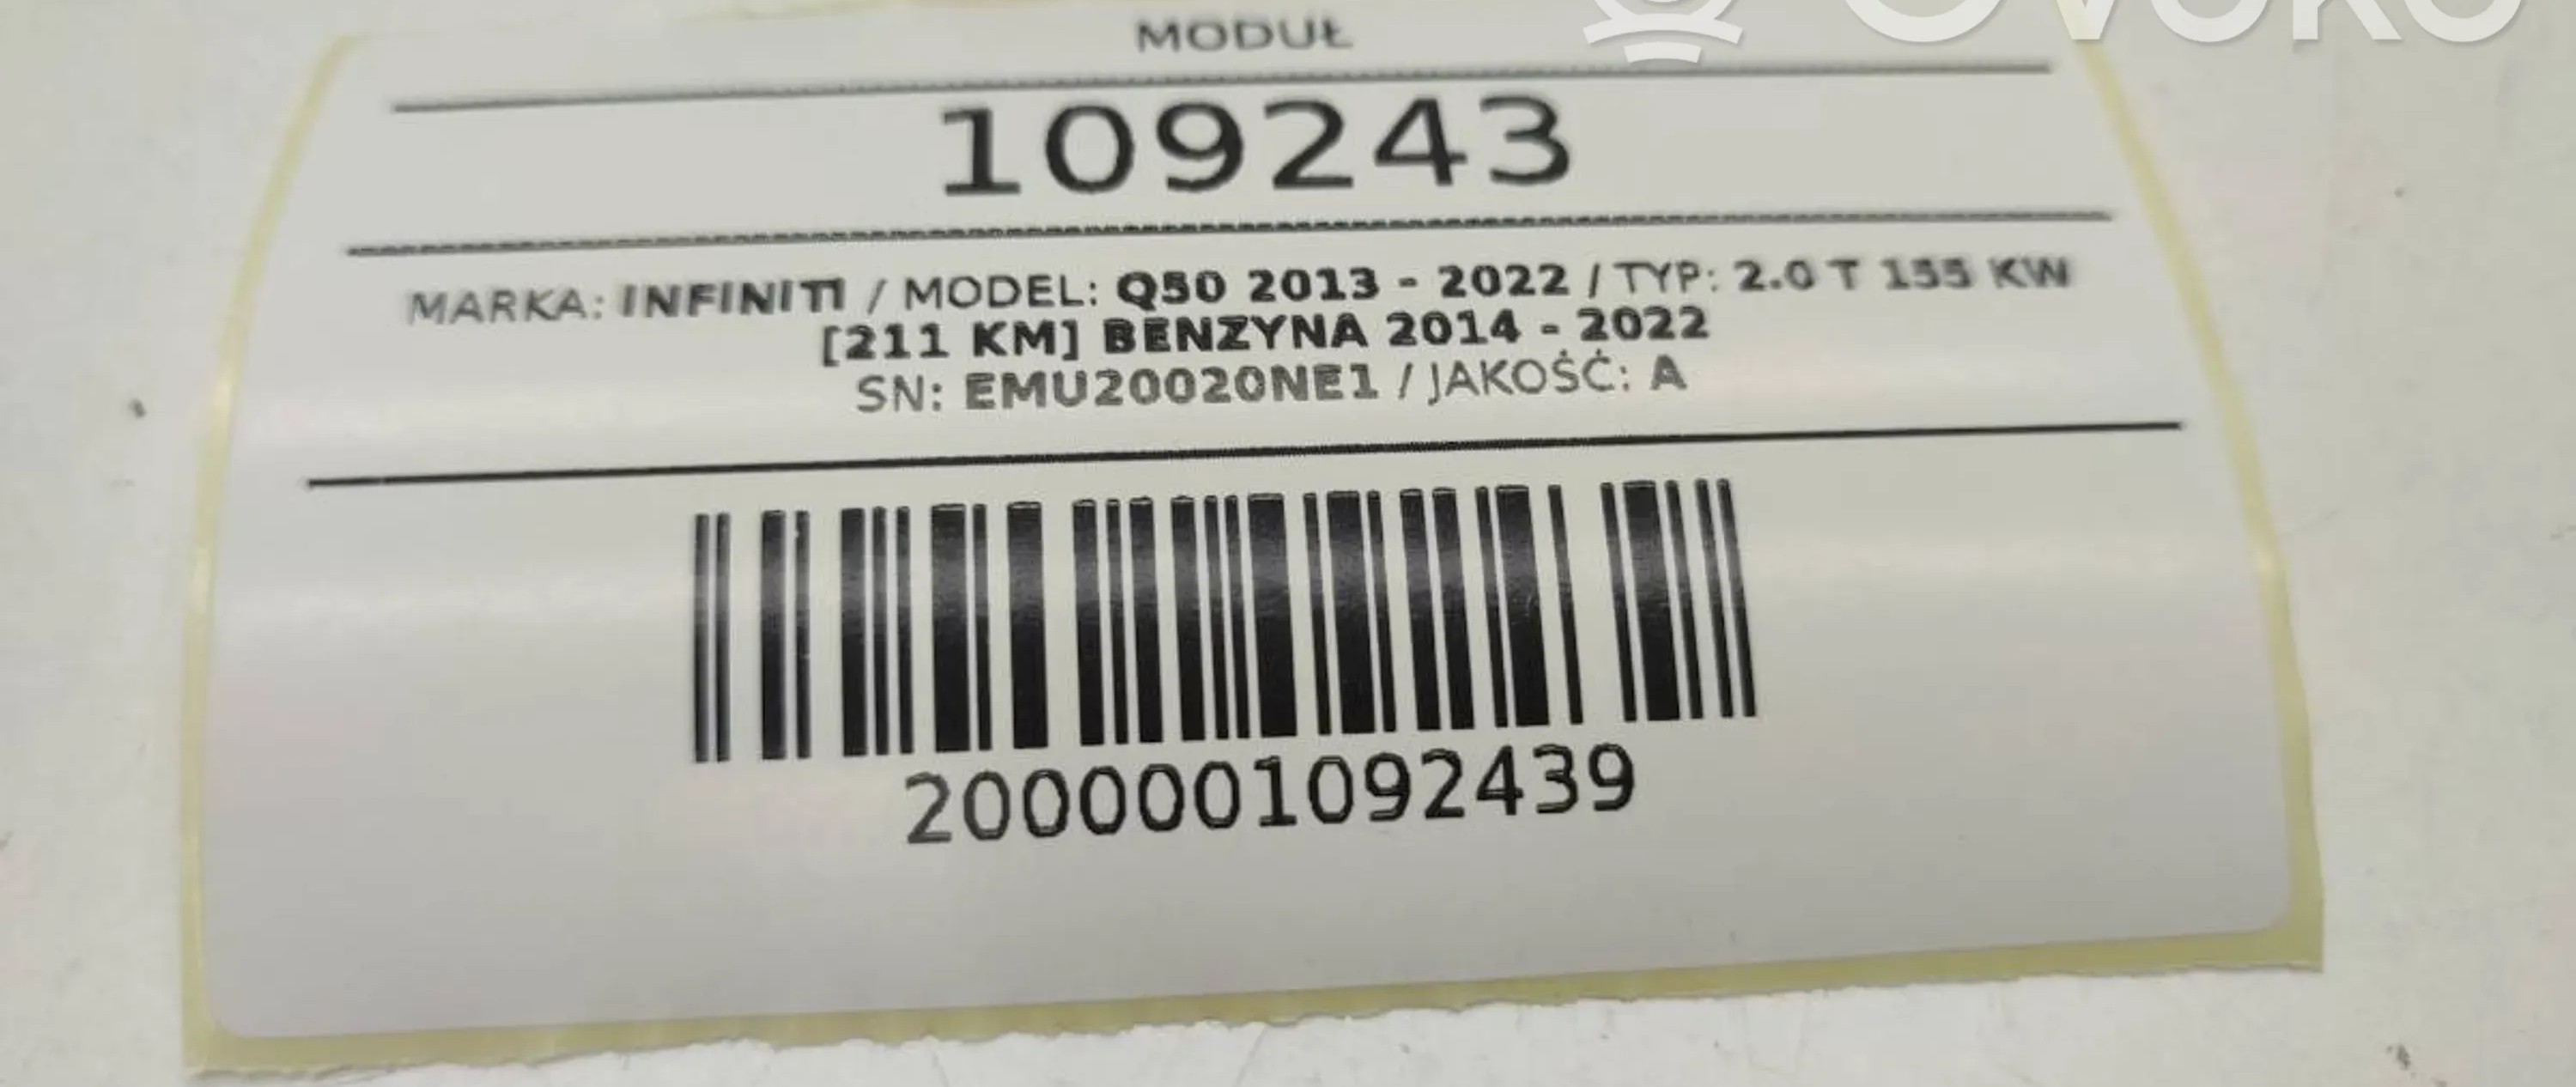 OVOKO
MODUŁ
109243
MARKA: INFINITI / MODEL: Q50 2013 - 2022 / TYP: 2.0 T 155 KW
[211 KM] BENZYNA 2014 - 2022
SN: EMU20020NE1 / JAKOŚĆ: A
2000001092439